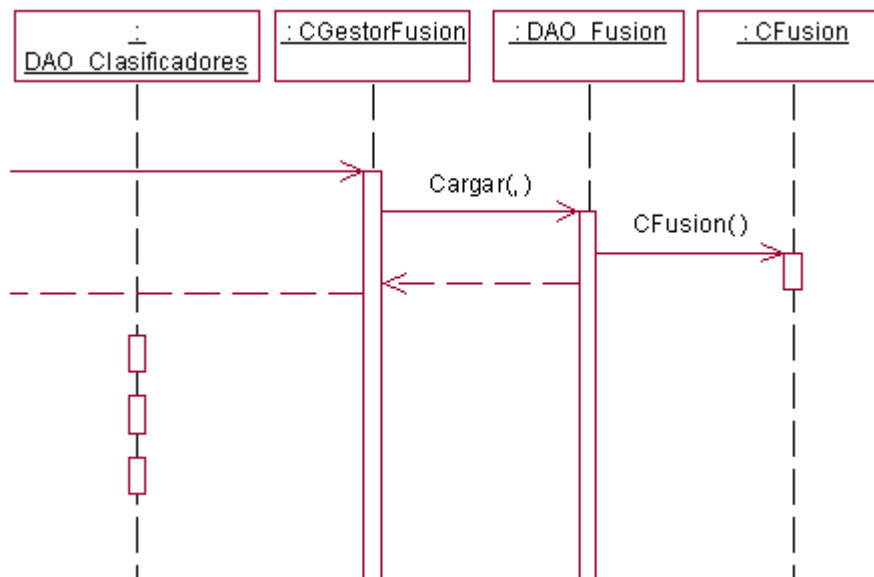 :
DAO_Clasificadores
: CGestorFusion
: DAO_Fusion
: CFusion
Cargar(,)
CFusion()